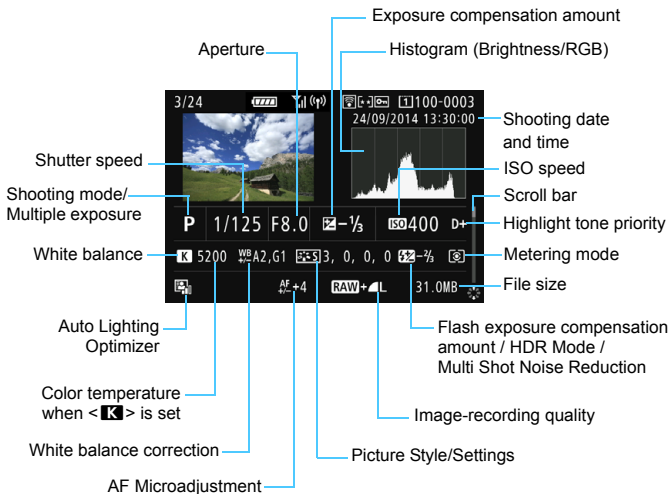 Exposure compensation amount
Aperture
Histogram (Brightness/RGB)
3/24
1 100-0003
24/09/2014 13:30:00
Shooting date
and time
Shutter speed
ISO speed
Shooting mode/
Multiple exposure
Scroll bar
P 1/125 F8.0 -1/3 ISO 400 D+
Highlight tone priority
White balance
K 5200 WB +/- A2,G1 S 3, 0, 0, 0 -2/3
Metering mode
AF +/- +4 RAW+L 31.0MB
File size
Auto Lighting
Optimizer
Flash exposure compensation
amount / HDR Mode /
Multi Shot Noise Reduction
Color temperature
when <K> is set
Image-recording quality
White balance correction
Picture Style/Settings
AF Microadjustment